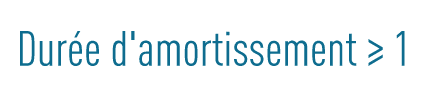 Durée d'amortissement ⩾ 1